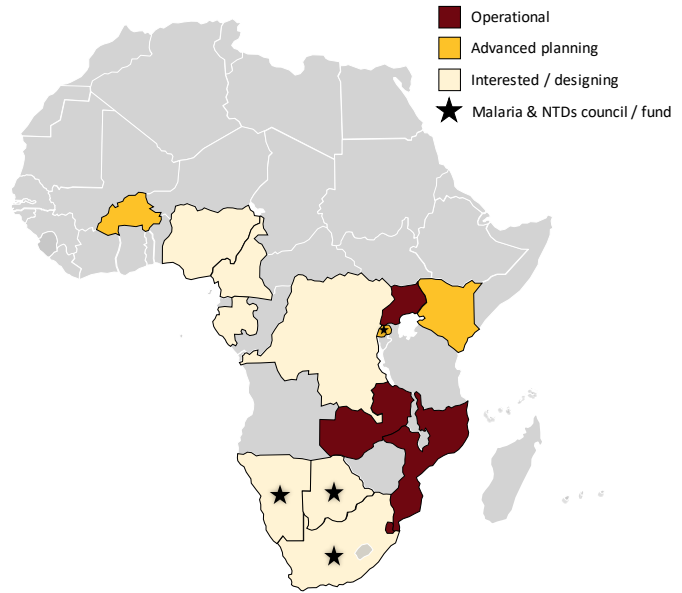 Operational
Advanced planning
Interested / designing
Malaria & NTDs council / fund